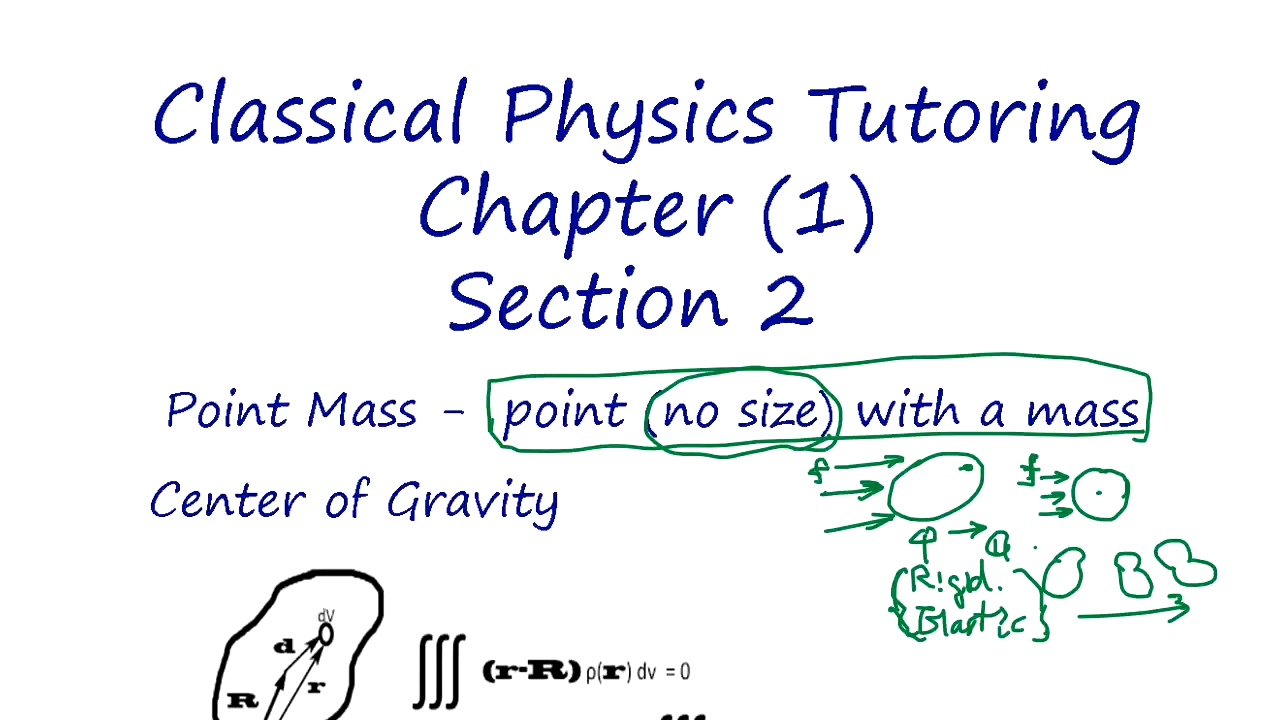 Classical Physics Tutoring
Chapter (1)
Section 2
Point Mass - point (no size) with a mass
Center of Gravity
f f
Rigid.
Elastic
dV
d
R r
∭ (r-R) ρ(r) dv = 0